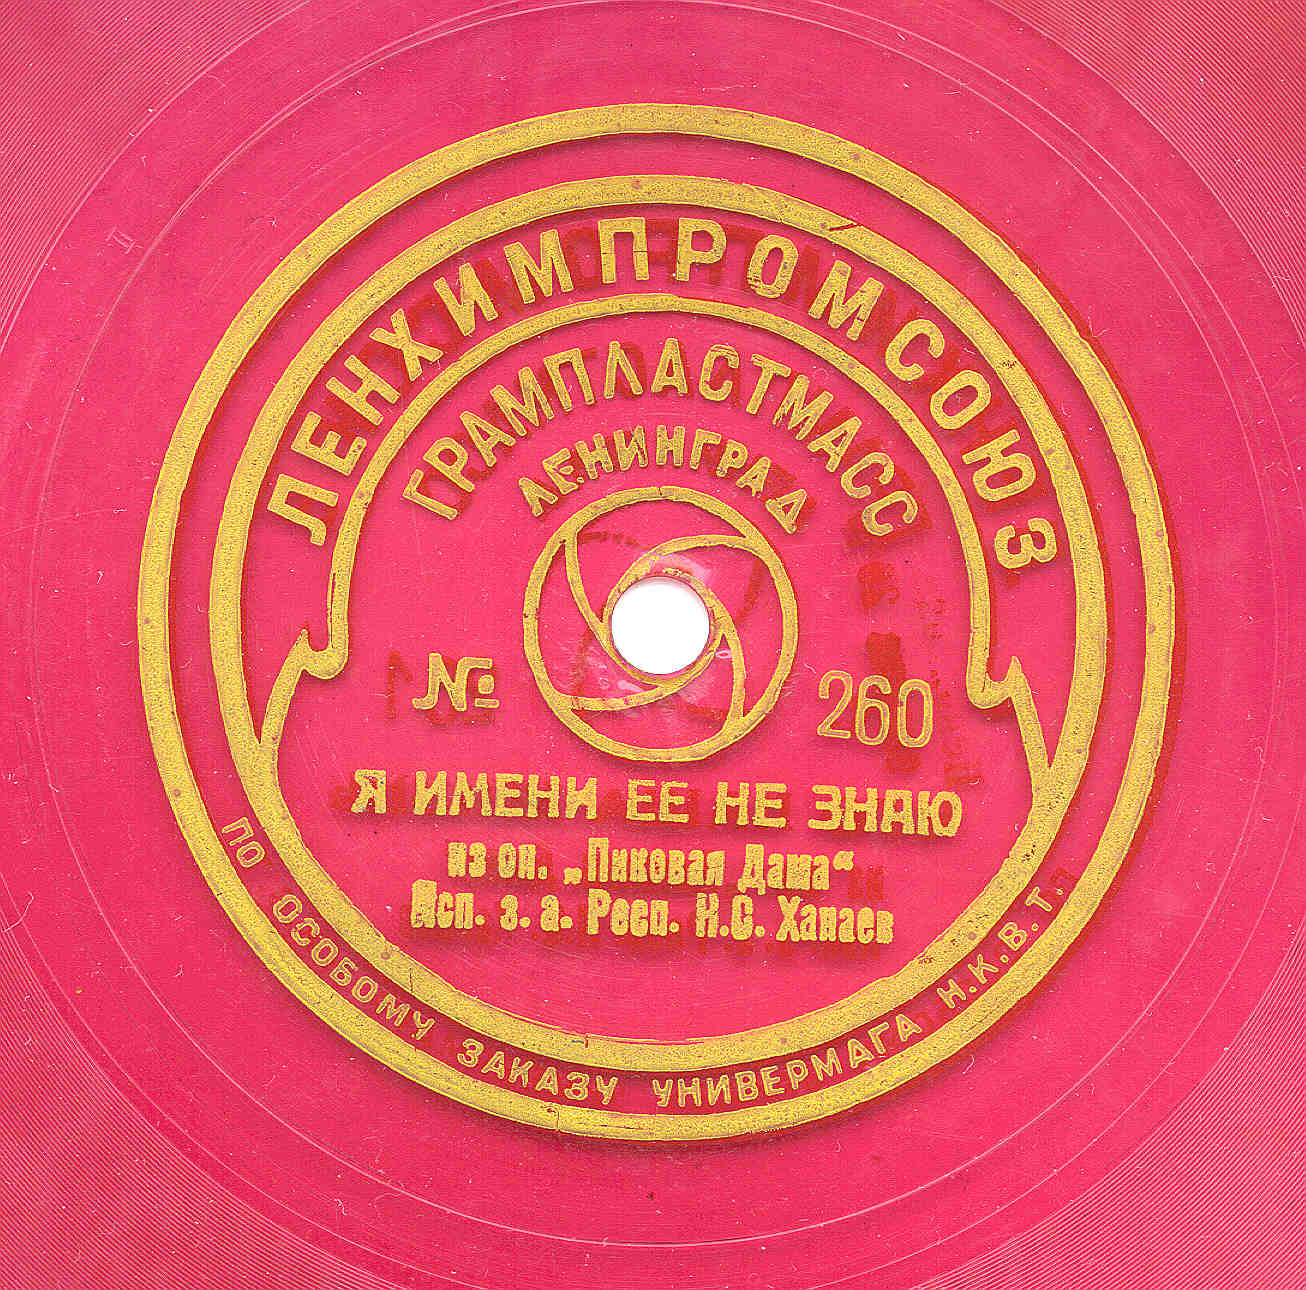 ЛЕНХИМПРОМСОЮЗ
ГРАМПЛАСТМАСС
ЛЕНИНГРАД
№ 260
Я ИМЕНИ ЕЕ НЕ ЗНАЮ
из оп. „Пиковая Дама“
Исп. з. а. Росп. Н.С. Ханаев
ПО ОСОБОМУ ЗАКАЗУ УНИВЕРМАГА Н.К.В.Т.